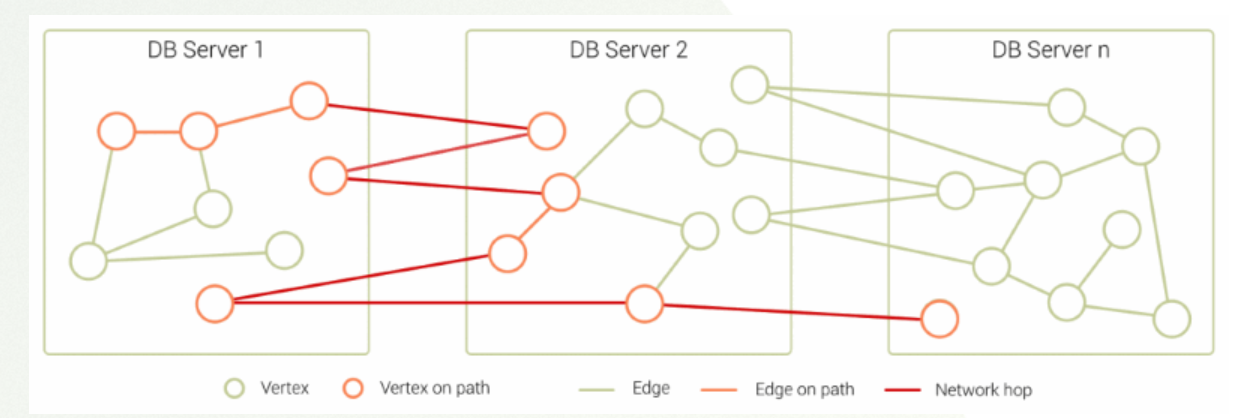 DB Server 1
DB Server 2
DB Server n
Vertex
Vertex on path
Edge
Edge on path
Network hop